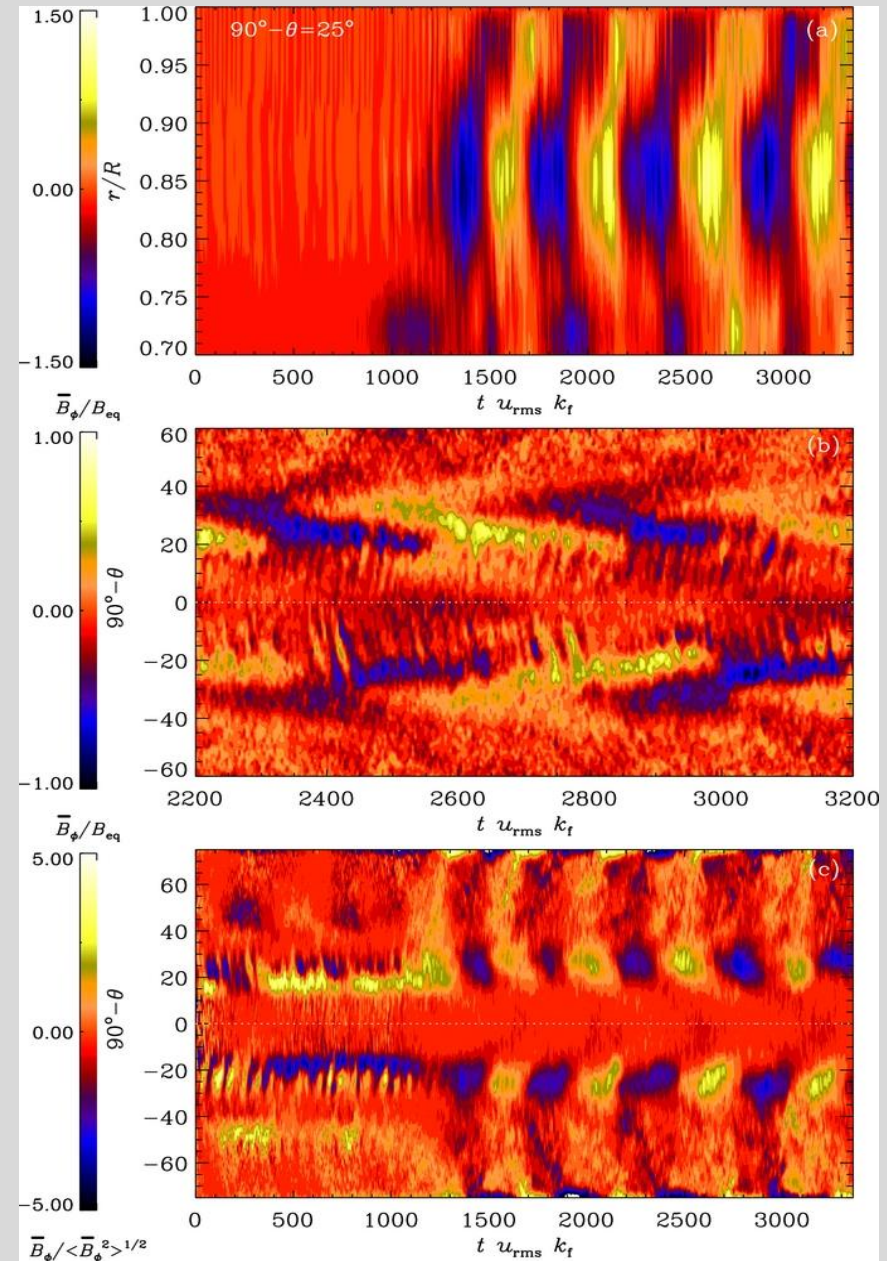 1.50
0.00
−1.50
B̅ϕ/Beq
90°−θ=25°
(a)
r/R
1.00
0.95
0.90
0.85
0.80
0.75
0.70
0 500 1000 1500 2000 2500 3000
t urms kf
1.00
0.00
−1.00
B̅ϕ/Beq
(b)
90°−θ
60
40
20
0
−20
−40
−60
2200 2400 2600 2800 3000 3200
t urms kf
5.00
0.00
−5.00
B̅ϕ/<B̅ϕ²>1/2
(c)
90°−θ
60
40
20
0
−20
−40
−60
0 500 1000 1500 2000 2500 3000
t urms kf